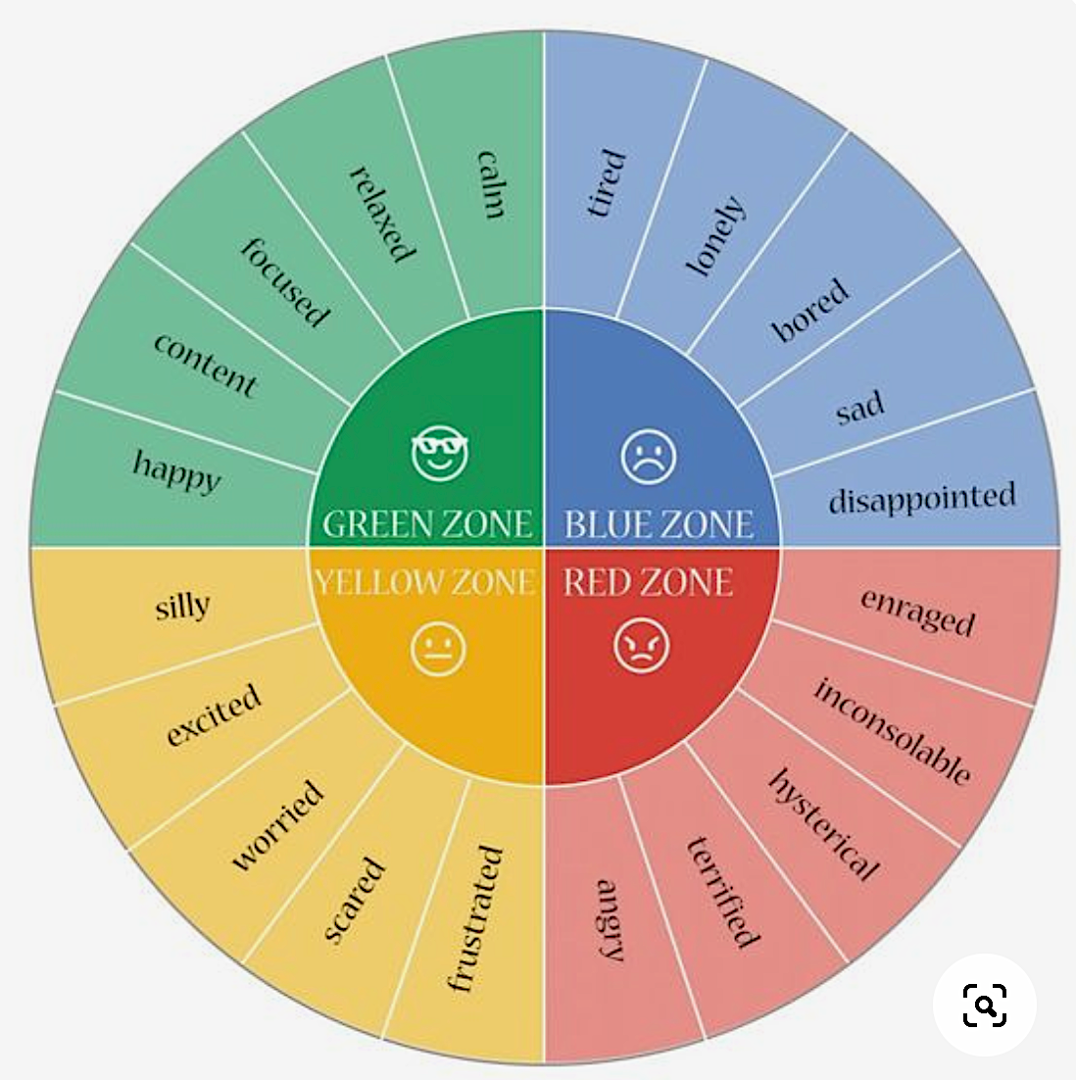 calm
relaxed
focused
content
happy
GREEN ZONE
tired
lonely
bored
sad
disappointed
BLUE ZONE
YELLOW ZONE
silly
excited
worried
scared
frustrated
RED ZONE
enraged
inconsolable
hysterical
terrified
angry